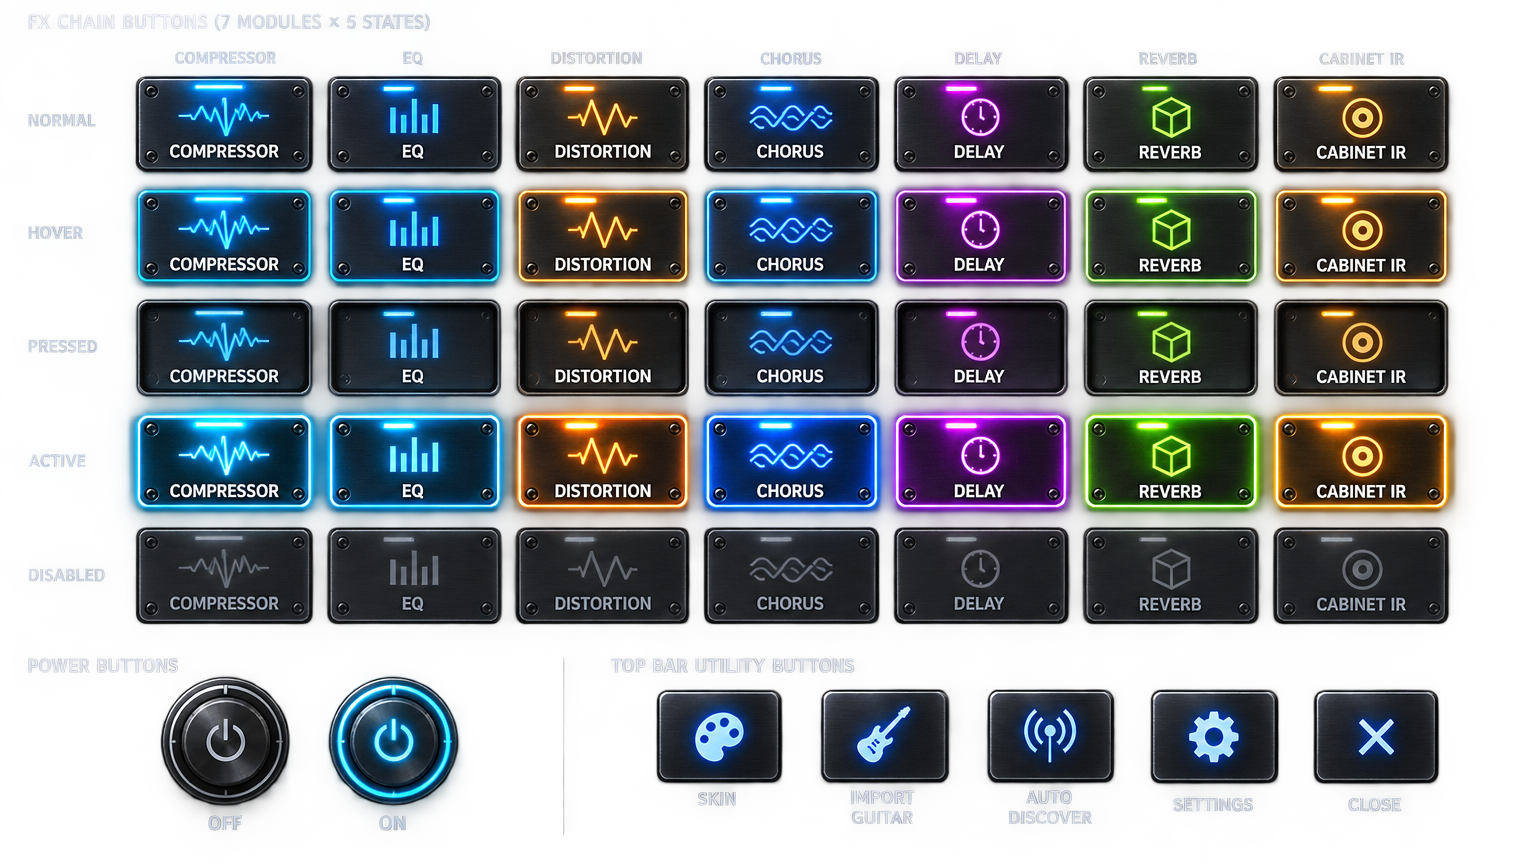 FX CHAIN BUTTONS (7 MODULES × 5 STATES)
COMPRESSOR EQ DISTORTION CHORUS DELAY REVERB CABINET IR
NORMAL
COMPRESSOR EQ DISTORTION CHORUS DELAY REVERB CABINET IR
HOVER
COMPRESSOR EQ DISTORTION CHORUS DELAY REVERB CABINET IR
PRESSED
COMPRESSOR EQ DISTORTION CHORUS DELAY REVERB CABINET IR
ACTIVE
COMPRESSOR EQ DISTORTION CHORUS DELAY REVERB CABINET IR
DISABLED
COMPRESSOR EQ DISTORTION CHORUS DELAY REVERB CABINET IR
POWER BUTTONS
OFF ON
TOP BAR UTILITY BUTTONS
SKIN
IMPORT
GUITAR
AUTO
DISCOVER
SETTINGS
CLOSE